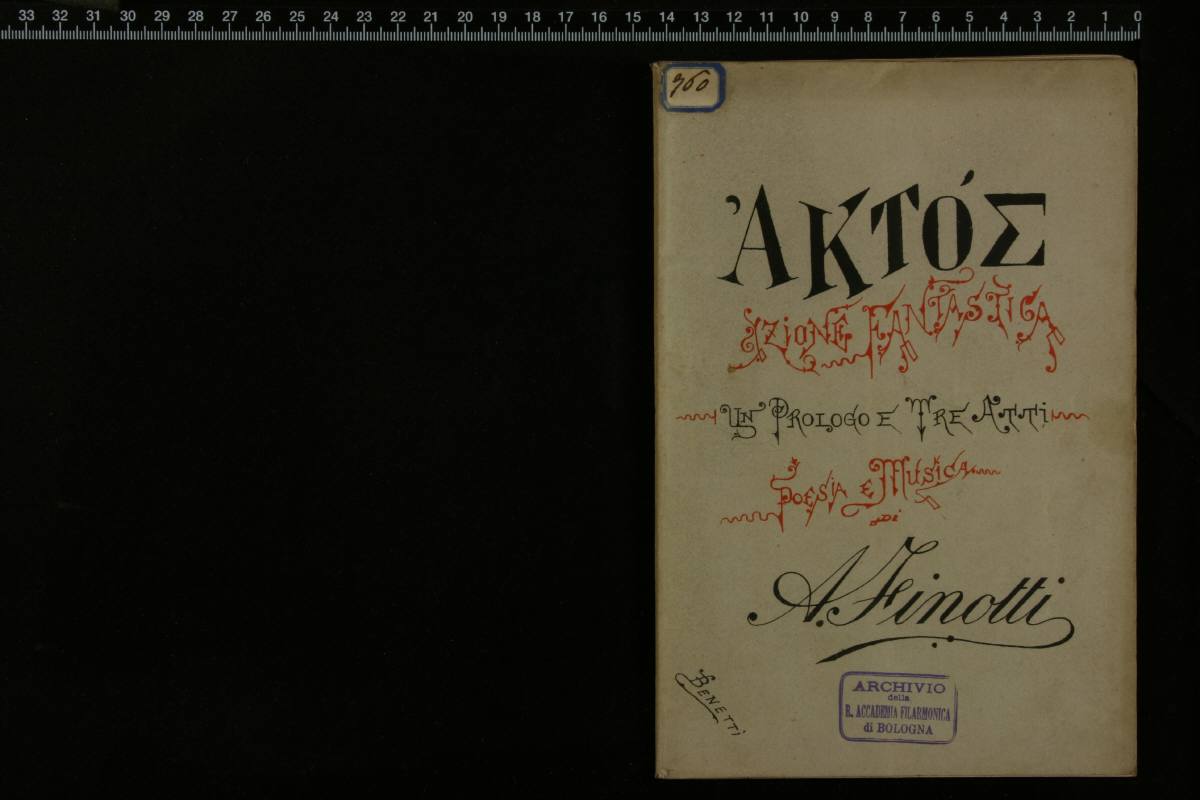 33 32 31 30 29 28 27 26 25 24 23 22 21 20 19 18 17 16 15 14 13 12 11 10 9 8 7 6 5 4 3 2 1 0
360
ἈΚΤΌΣ
AZIONE FANTASTICA
UN PROLOGO E TRE ATTI
POESIA E MUSICA
DI
A. Finotti
BENETTI
ARCHIVIO
della
R. ACCADEMIA FILARMONICA
di BOLOGNA